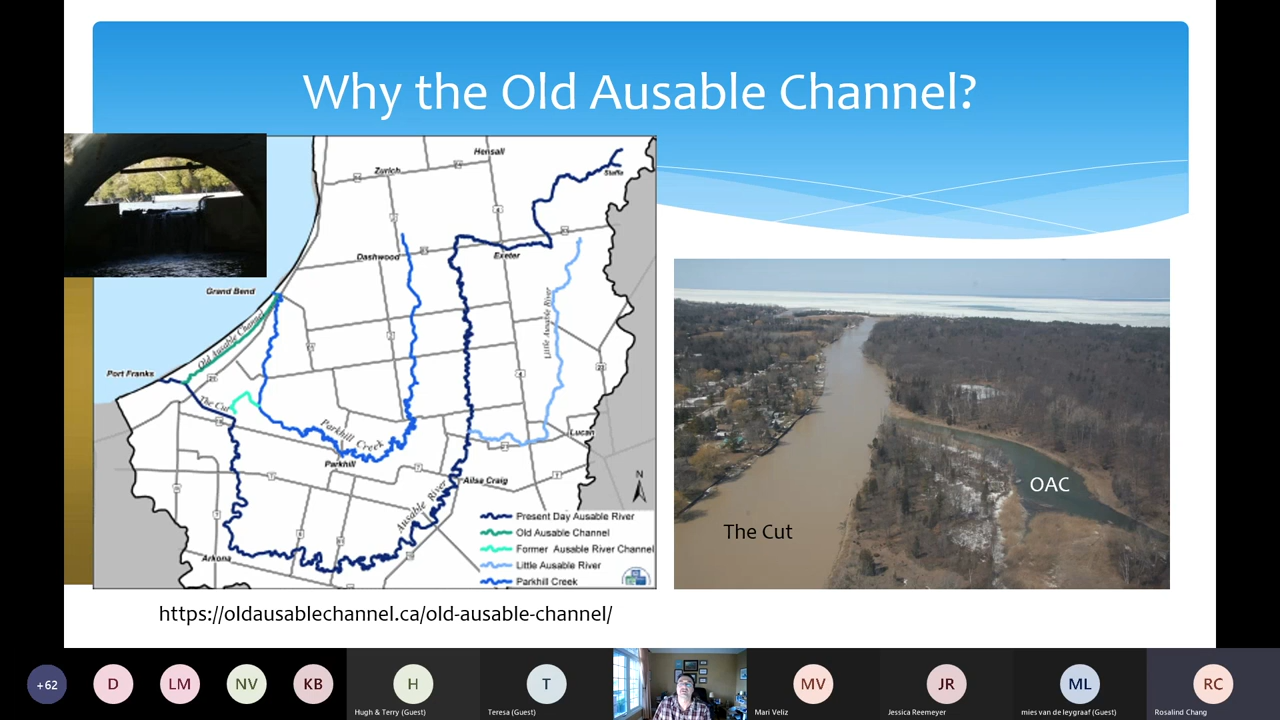 Why the Old Ausable Channel?
Hensall
Zurich
Staffa
Dashwood
Exeter
Grand Bend
Old Ausable Channel
Little Ausable River
Port Franks
The Cut
Parkhill Creek
Parkhill
Lucan
Ailsa Craig
Ausable River
Arkona
N
Present Day Ausable River
Old Ausable Channel
Former Ausable River Channel
Little Ausable River
Parkhill Creek
OAC
The Cut
https://oldausablechannel.ca/old-ausable-channel/
+62
D
LM
NV
KB
H
T
MV
JR
ML
RC
Hugh & Terry (Guest)
Teresa (Guest)
Mari Veliz
Jessica Reemeyer
mies van de leygraaf (Guest)
Rosalind Chang